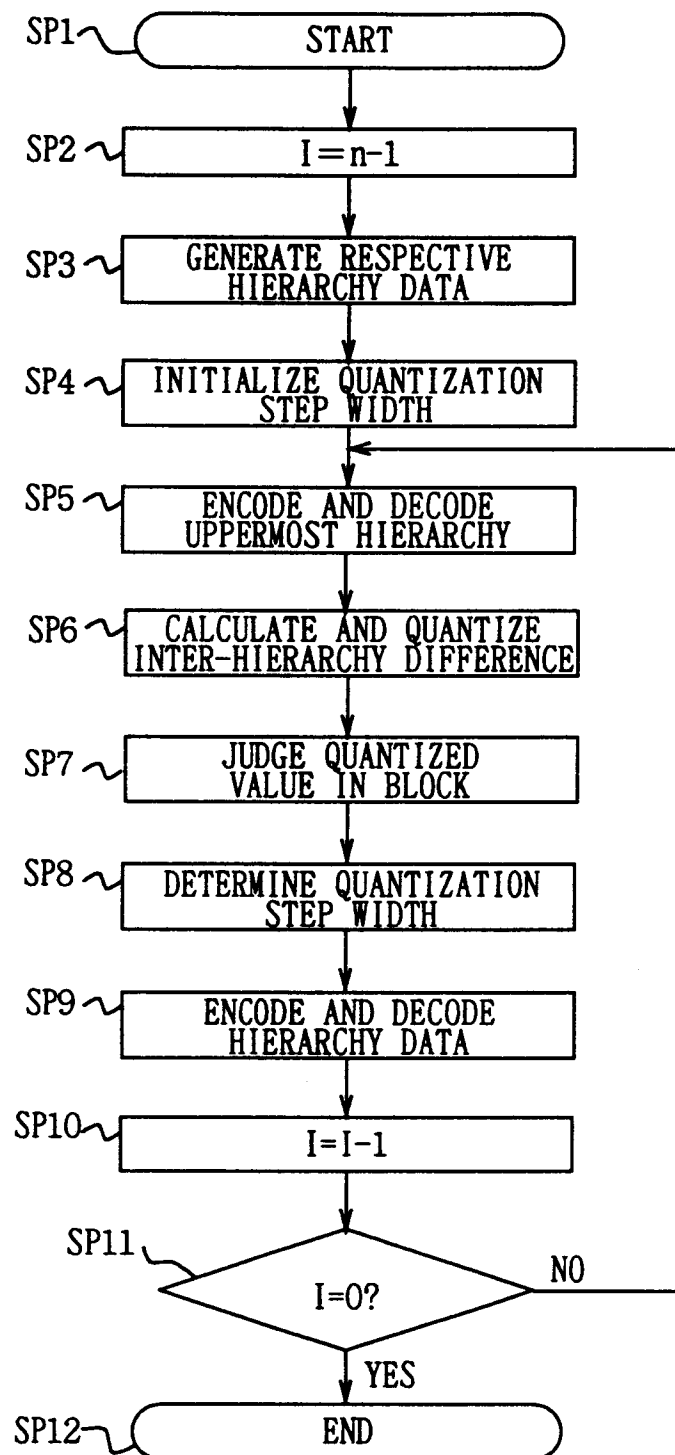 SP1
START
SP2
I=n-1
SP3
GENERATE RESPECTIVE
HIERARCHY DATA
SP4
INITIALIZE QUANTIZATION
STEP WIDTH
SP5
ENCODE AND DECODE
UPPERMOST HIERARCHY
SP6
CALCULATE AND QUANTIZE
INTER-HIERARCHY DIFFERENCE
SP7
JUDGE QUANTIZED
VALUE IN BLOCK
SP8
DETERMINE QUANTIZATION
STEP WIDTH
SP9
ENCODE AND DECODE
HIERARCHY DATA
SP10
I=I-1
SP11
I=0?
NO
YES
SP12
END